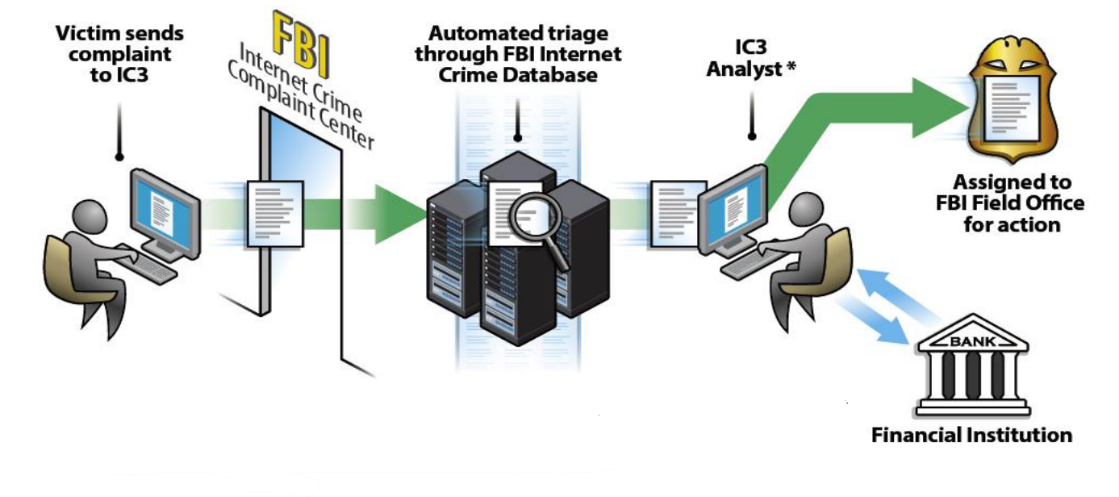 Victim sends
complaint
to IC3
FBI
Internet Crime
Complaint Center
Automated triage
through FBI Internet
Crime Database
IC3
Analyst *
Assigned to
FBI Field Office
for action
BANK
Financial Institution